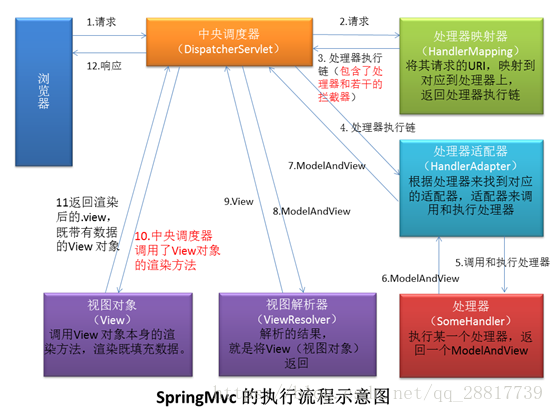 1.请求
12.响应
浏览器
中央调度器
(DispatcherServlet)
2.请求
3. 处理器执行
链(包含了处
理器和若干的
拦截器)
处理器映射器
(HandlerMapping)
将其请求的URI，映射到
对应到处理器上，
返回处理器执行链
4. 处理器执行链
处理器适配器
(HandlerAdapter)
根据处理器来找到对应
的适配器，适配器来调
用和执行处理器
7.ModelAndView
8.ModelAndView
9.View
10.中央调度器
调用了View对象
的渲染方法
11返回渲染
后的.view，
既带有数据
的View 对象
5.调用和执行处理器
6.ModelAndView
视图对象
(View)
调用View 对象本身的渲
染方法，渲染既填充数据。
视图解析器
(ViewResolver)
解析的结果，
就是将View（视图对象）
返回
处理器
(SomeHandler)
执行某一个处理器，返
回一个ModelAndView
SpringMvc 的执行流程示意图